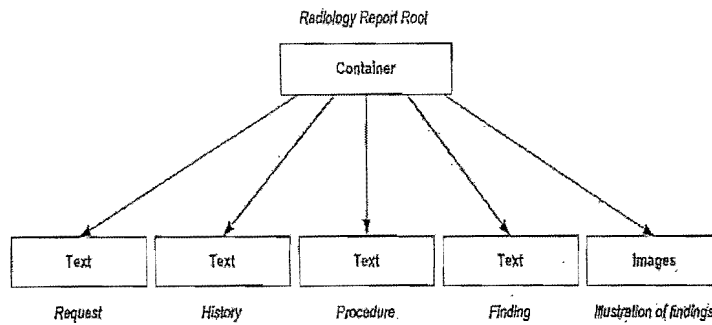 Radiology Report Root
Container
Text Text Text Text Images
Request History Procedure Finding Illustration of findings